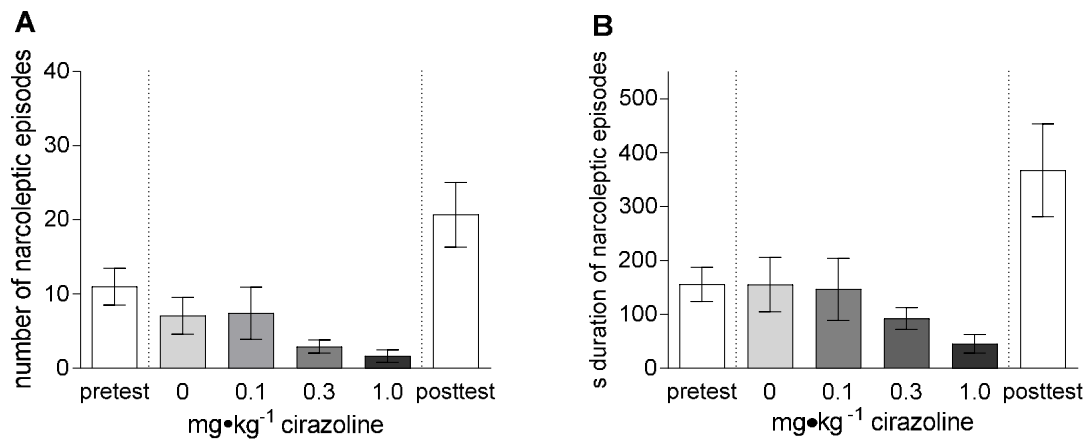 A
number of narcoleptic episodes
40
30
20
10
0
pretest 0 0.1 0.3 1.0 posttest
mg•kg⁻¹ cirazoline
B
s duration of narcoleptic episodes
500
400
300
200
100
0
pretest 0 0.1 0.3 1.0 posttest
mg•kg⁻¹ cirazoline